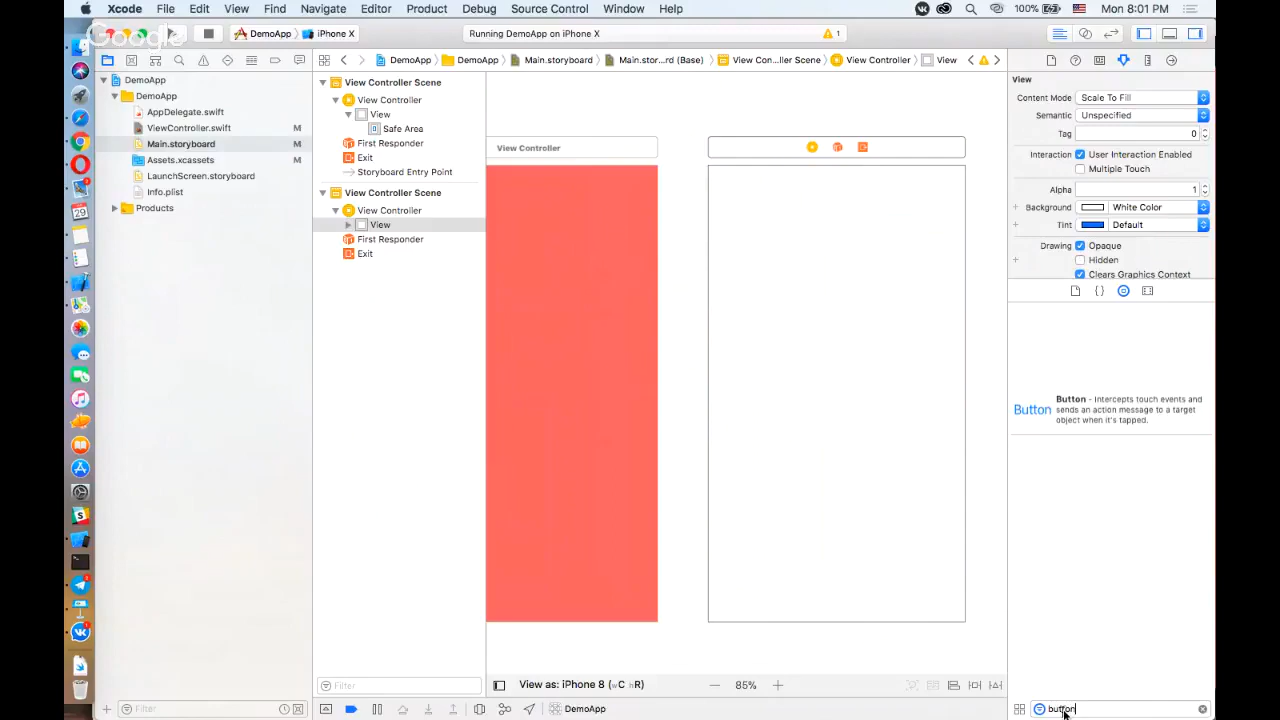 Xcode File Edit View Find Navigate Editor Product Debug Source Control Window Help
100% Mon 8:01 PM
Google
DemoApp iPhone X
Running DemoApp on iPhone X
1
DemoApp DemoApp Main.storyboard Main.stor...rd (Base) View Con...ller Scene View Controller View
DemoApp
DemoApp
AppDelegate.swift
ViewController.swift M
Main.storyboard M
Assets.xcassets M
LaunchScreen.storyboard
Info.plist
Products
View Controller Scene
View Controller
View
Safe Area
First Responder
Exit
Storyboard Entry Point
View Controller Scene
View Controller
View
First Responder
Exit
View Controller
View
Content Mode Scale To Fill
Semantic Unspecified
Tag 0
Interaction User Interaction Enabled
Multiple Touch
Alpha 1
Background White Color
Tint Default
Drawing Opaque
Hidden
Clears Graphics Context
Button Button - Intercepts touch events and
sends an action message to a target
object when it's tapped.
Filter
View as: iPhone 8 (wC hR)
85%
Filter
DemoApp
button